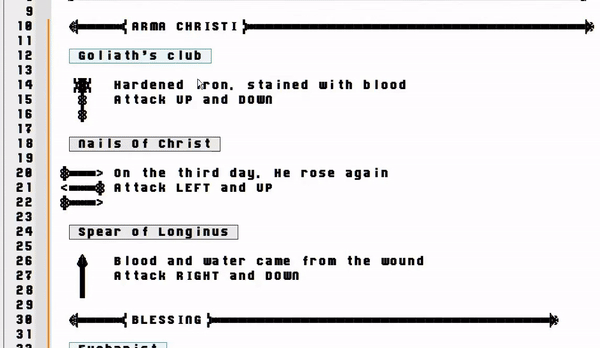 9
10 ARMA CHRISTI
11
12 Goliath's club
13
14 Hardened iron, stained with blood
15 Attack UP and DOWN
16
17
18 Nails Of Christ
19
20 On the third day, He rose again
21 Attack LEFT and UP
22
23
24 Spear of Longinus
25
26 Blood and water came from the wound
27 Attack RIGHT and DOWN
28
29
30 BLESSING
31
Eucharist